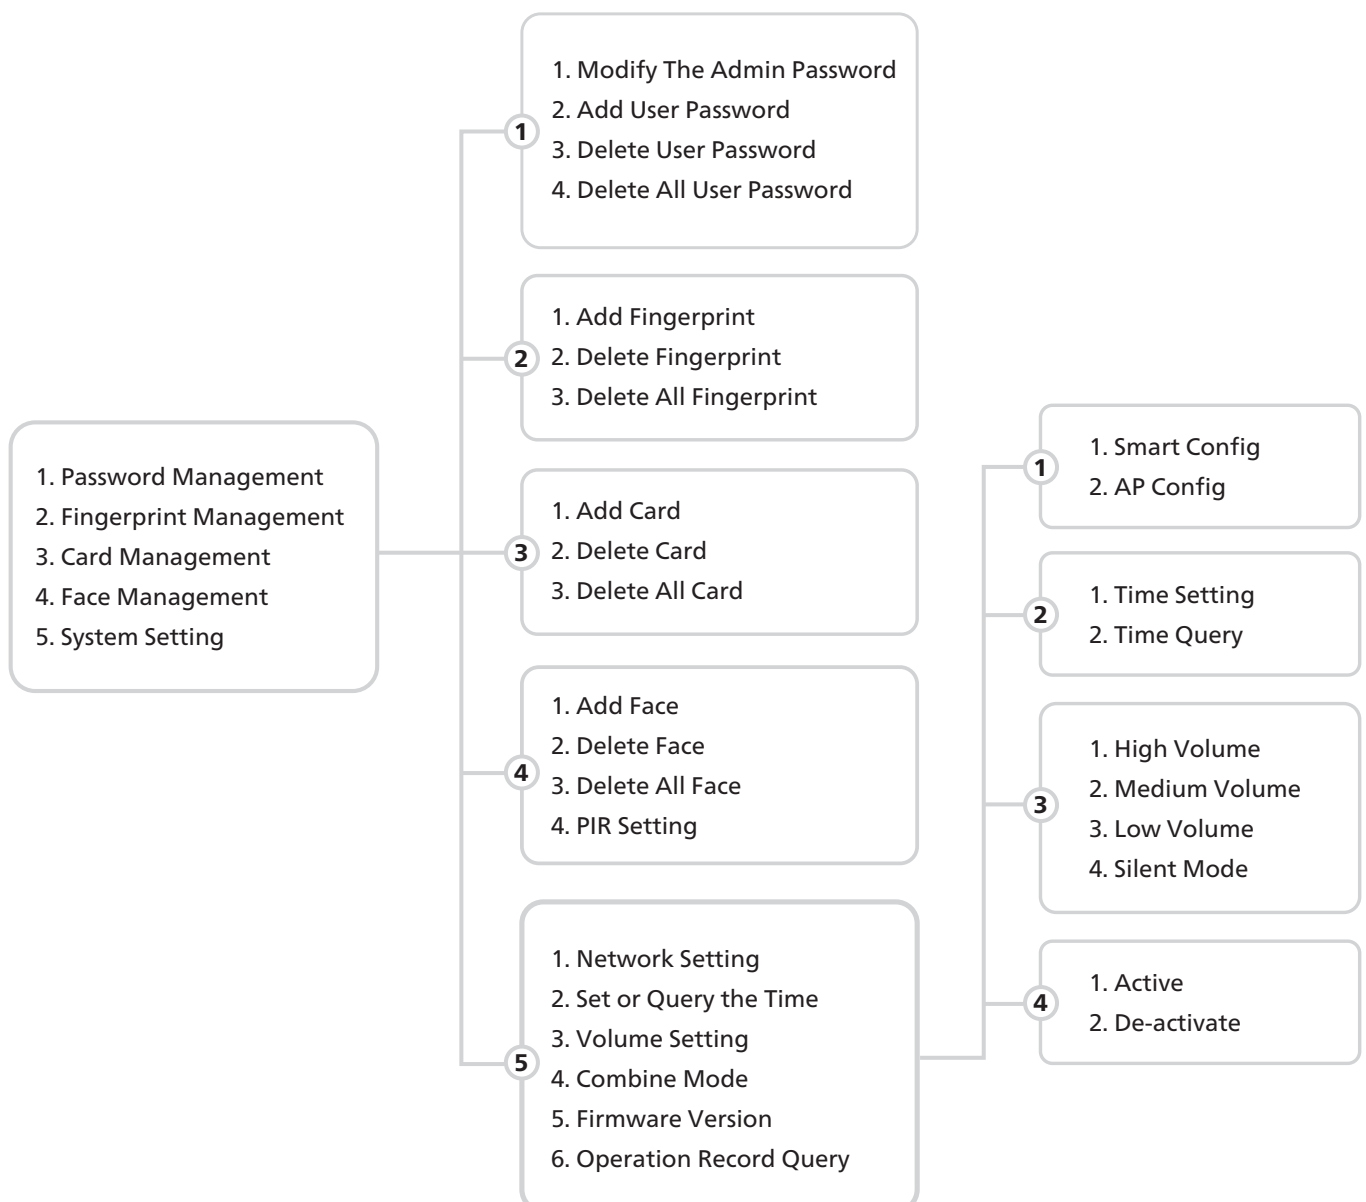 1. Password Management
2. Fingerprint Management
3. Card Management
4. Face Management
5. System Setting
1
1. Modify The Admin Password
2. Add User Password
3. Delete User Password
4. Delete All User Password
2
1. Add Fingerprint
2. Delete Fingerprint
3. Delete All Fingerprint
3
1. Add Card
2. Delete Card
3. Delete All Card
4
1. Add Face
2. Delete Face
3. Delete All Face
4. PIR Setting
5
1. Network Setting
2. Set or Query the Time
3. Volume Setting
4. Combine Mode
5. Firmware Version
6. Operation Record Query
1
1. Smart Config
2. AP Config
2
1. Time Setting
2. Time Query
3
1. High Volume
2. Medium Volume
3. Low Volume
4. Silent Mode
4
1. Active
2. De-activate